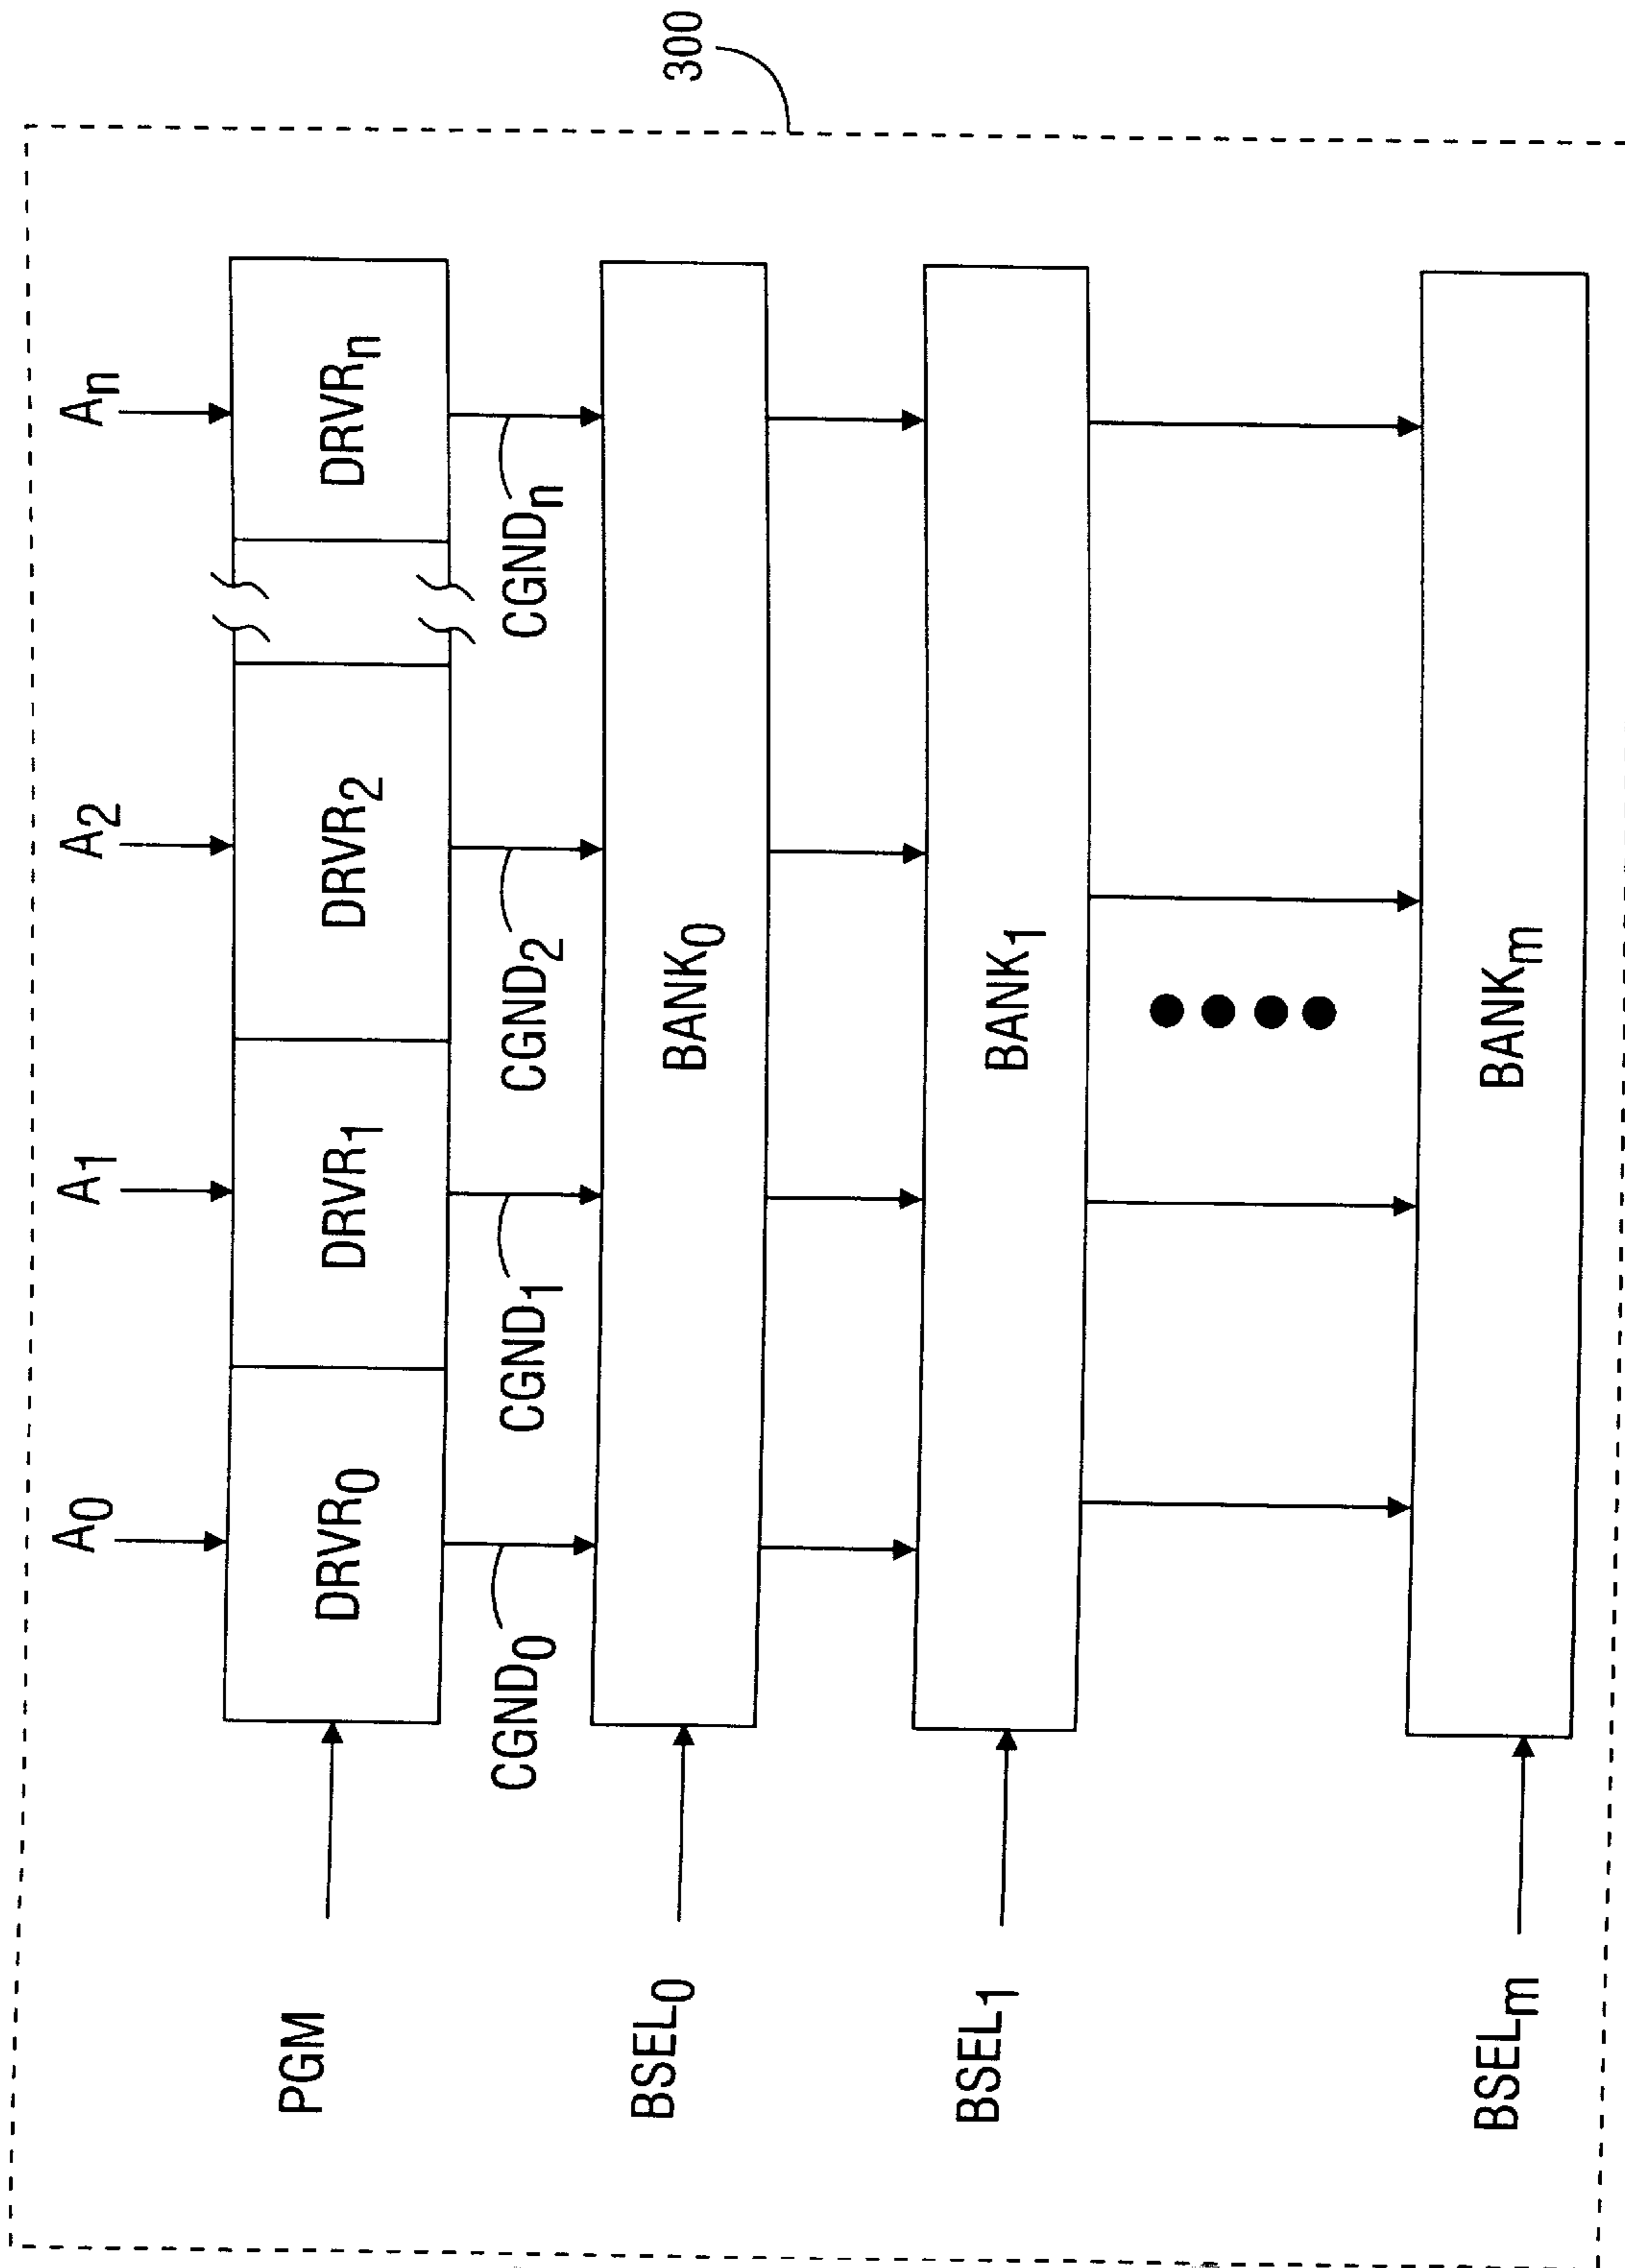 300
A0 A1 A2 An
PGM DRVR0 DRVR1 DRVR2 DRVRn
CGND0 CGND1 CGND2 CGNDn
BSEL0 BANK0
BSEL1 BANK1
BSELm BANKm